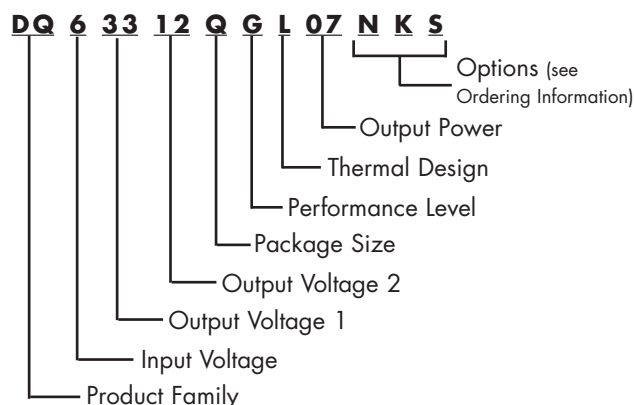 DQ 6 33 12 Q G L 07 N K S
Options (see
Ordering Information)
Output Power
Thermal Design
Performance Level
Package Size
Output Voltage 2
Output Voltage 1
Input Voltage
Product Family